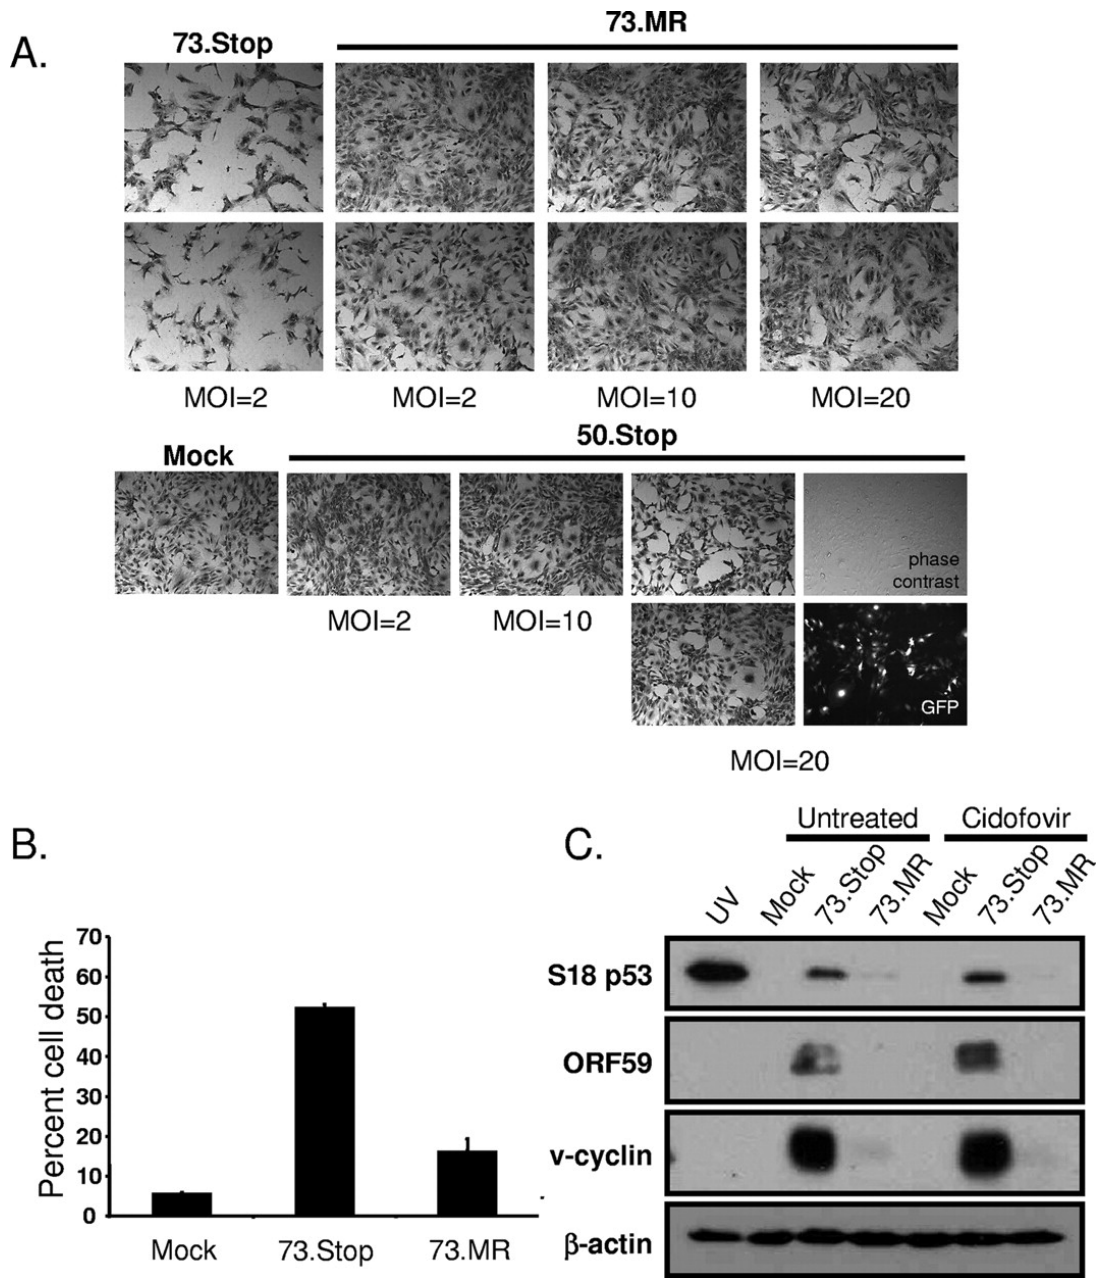 A.
73.Stop
73.MR
MOI=2
MOI=2
MOI=10
MOI=20
Mock
50.Stop
phase
contrast
MOI=2
MOI=10
GFP
MOI=20
B.
Percent cell death
70
60
50
40
30
20
10
0
Mock
73.Stop
73.MR
C.
Untreated
Cidofovir
UV
Mock
73.Stop
73.MR
Mock
73.Stop
73.MR
S18 p53
ORF59
v-cyclin
β-actin